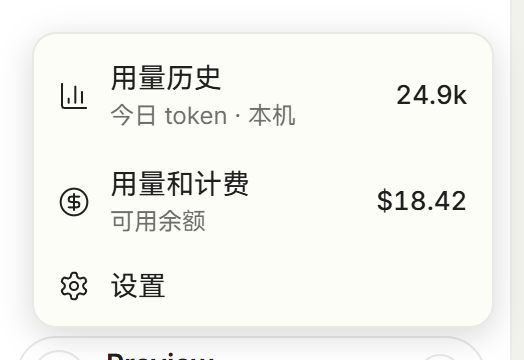 用量历史
24.9k
今日 token · 本机
用量和计费
$18.42
可用余额
设置
Preview